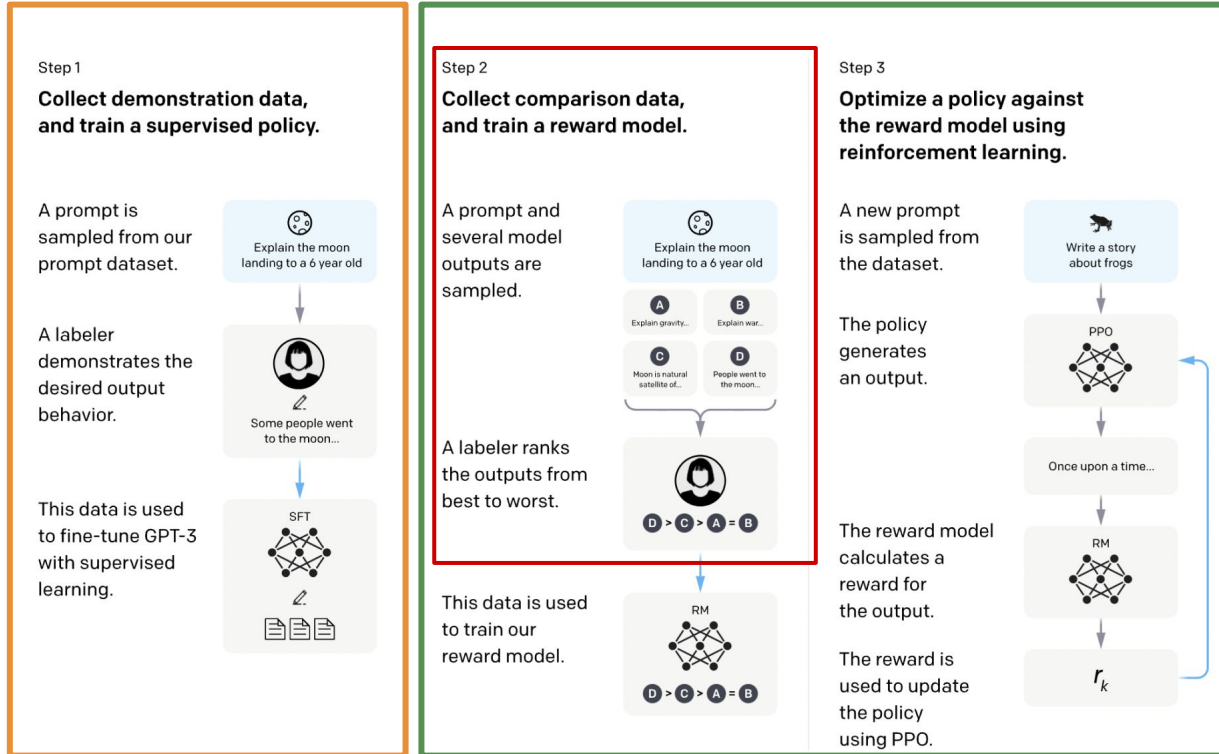 Step 1
Collect demonstration data,
and train a supervised policy.
A prompt is
sampled from our
prompt dataset.
Explain the moon
landing to a 6 year old
A labeler
demonstrates the
desired output
behavior.
Some people went
to the moon...
This data is used
to fine-tune GPT-3
with supervised
learning.
SFT
Step 2
Collect comparison data,
and train a reward model.
A prompt and
several model
outputs are
sampled.
Explain the moon
landing to a 6 year old
A
Explain gravity...
B
Explain war...
C
Moon is natural
satellite of...
D
People went to
the moon...
A labeler ranks
the outputs from
best to worst.
D > C > A = B
This data is used
to train our
reward model.
RM
D > C > A = B
Step 3
Optimize a policy against
the reward model using
reinforcement learning.
A new prompt
is sampled from
the dataset.
Write a story
about frogs
The policy
generates
an output.
PPO
Once upon a time...
The reward model
calculates a
reward for
the output.
RM
The reward is
used to update
the policy
using PPO.
r_k